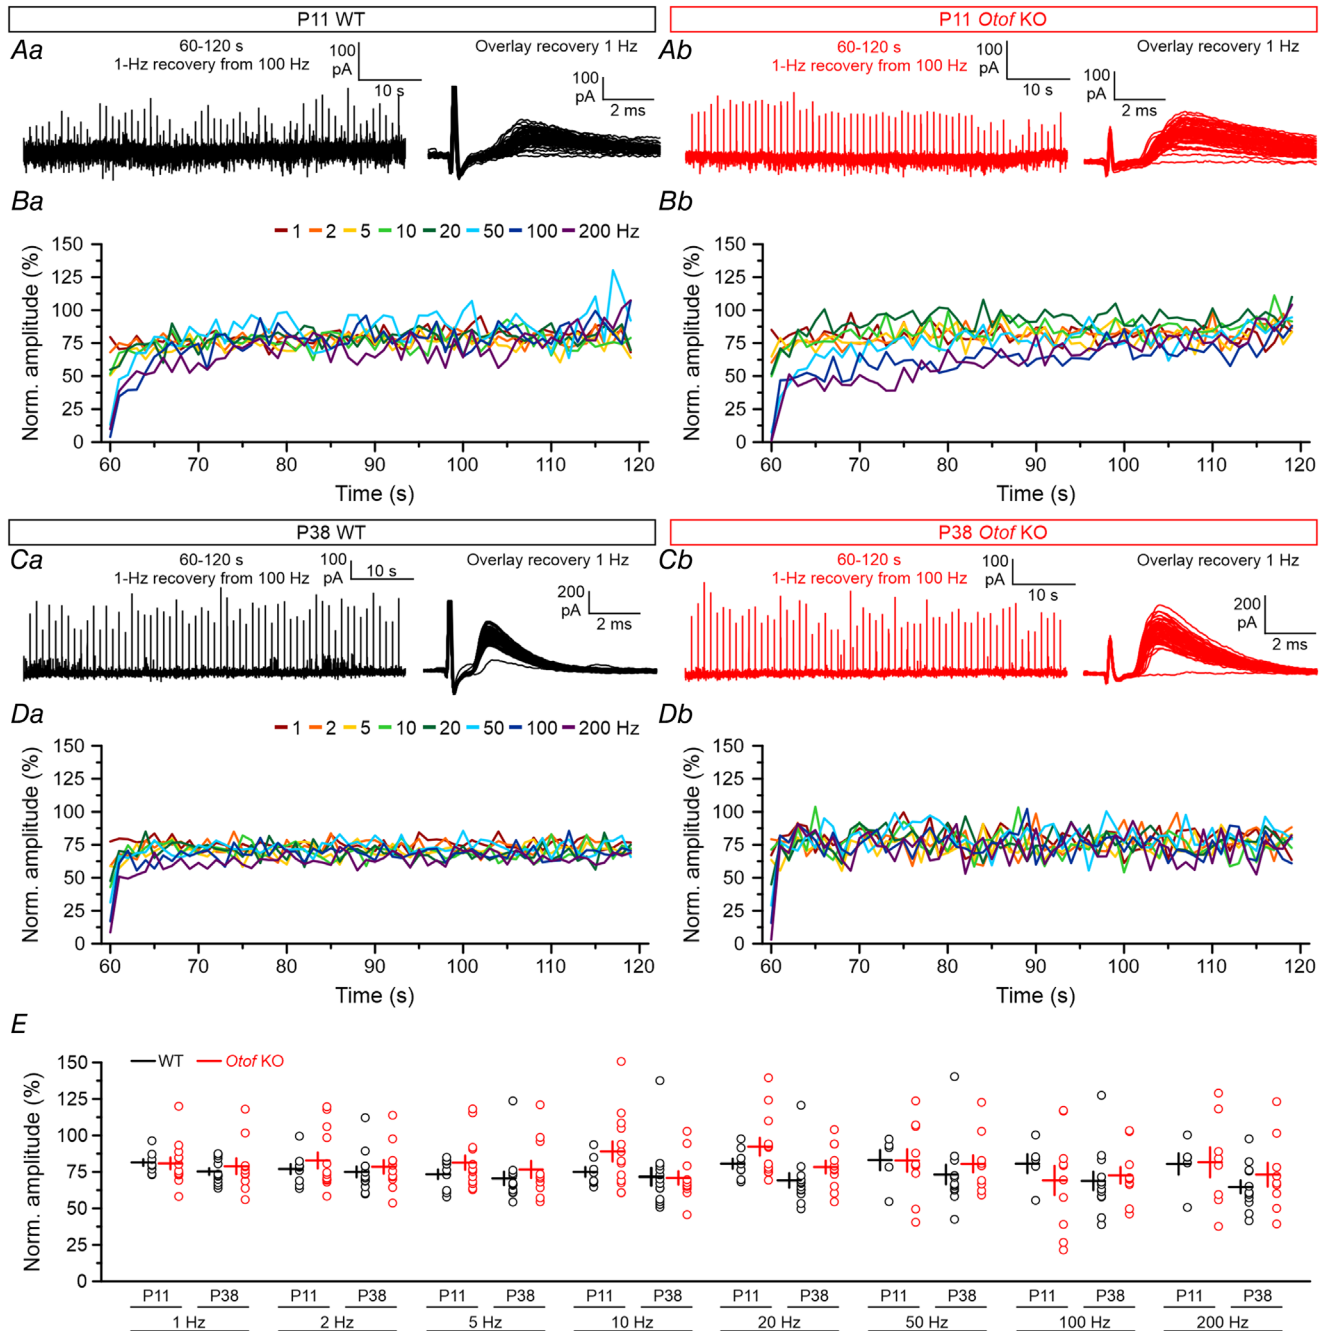 P11 WT
P11 Otof KO
Aa
60-120 s
1-Hz recovery from 100 Hz
100
pA
10 s
Overlay recovery 1 Hz
100
pA
2 ms
Ab
60-120 s
1-Hz recovery from 100 Hz
100
pA
10 s
Overlay recovery 1 Hz
100
pA
2 ms
Ba
1 2 5 10 20 50 100 200 Hz
Norm. amplitude (%)
150
125
100
75
50
25
0
60 70 80 90 100 110 120
Time (s)
Bb
Norm. amplitude (%)
150
125
100
75
50
25
0
60 70 80 90 100 110 120
Time (s)
P38 WT
P38 Otof KO
Ca
60-120 s
1-Hz recovery from 100 Hz
100
pA
10 s
Overlay recovery 1 Hz
200
pA
2 ms
Cb
60-120 s
1-Hz recovery from 100 Hz
100
pA
10 s
Overlay recovery 1 Hz
200
pA
2 ms
Da
1 2 5 10 20 50 100 200 Hz
Norm. amplitude (%)
150
125
100
75
50
25
0
60 70 80 90 100 110 120
Time (s)
Db
Norm. amplitude (%)
150
125
100
75
50
25
0
60 70 80 90 100 110 120
Time (s)
E
WT Otof KO
Norm. amplitude (%)
150
125
100
75
50
25
0
P11 P38 P11 P38 P11 P38 P11 P38 P11 P38 P11 P38 P11 P38 P11 P38
1 Hz 2 Hz 5 Hz 10 Hz 20 Hz 50 Hz 100 Hz 200 Hz